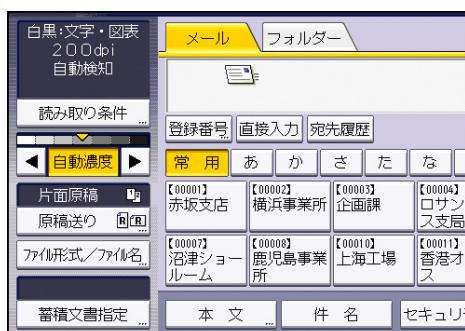 白黒:文字・図表
200dpi
自動検知
読み取り条件
自動濃度
片面原稿
原稿送り
ファイル形式/ファイル名
蓄積文書指定
メール
フォルダー
登録番号
直接入力
宛先履歴
常用
あ
か
さ
た
な
【00001】
赤坂支店
【00002】
横浜事業所
【00003】
企画課
【00004】
ロサン
ス支局
【00007】
沼津ショー
ルーム
【00008】
鹿児島事業
所
【00010】
上海工場
【00011】
香港オ
ス
本文
件名
セキュリ